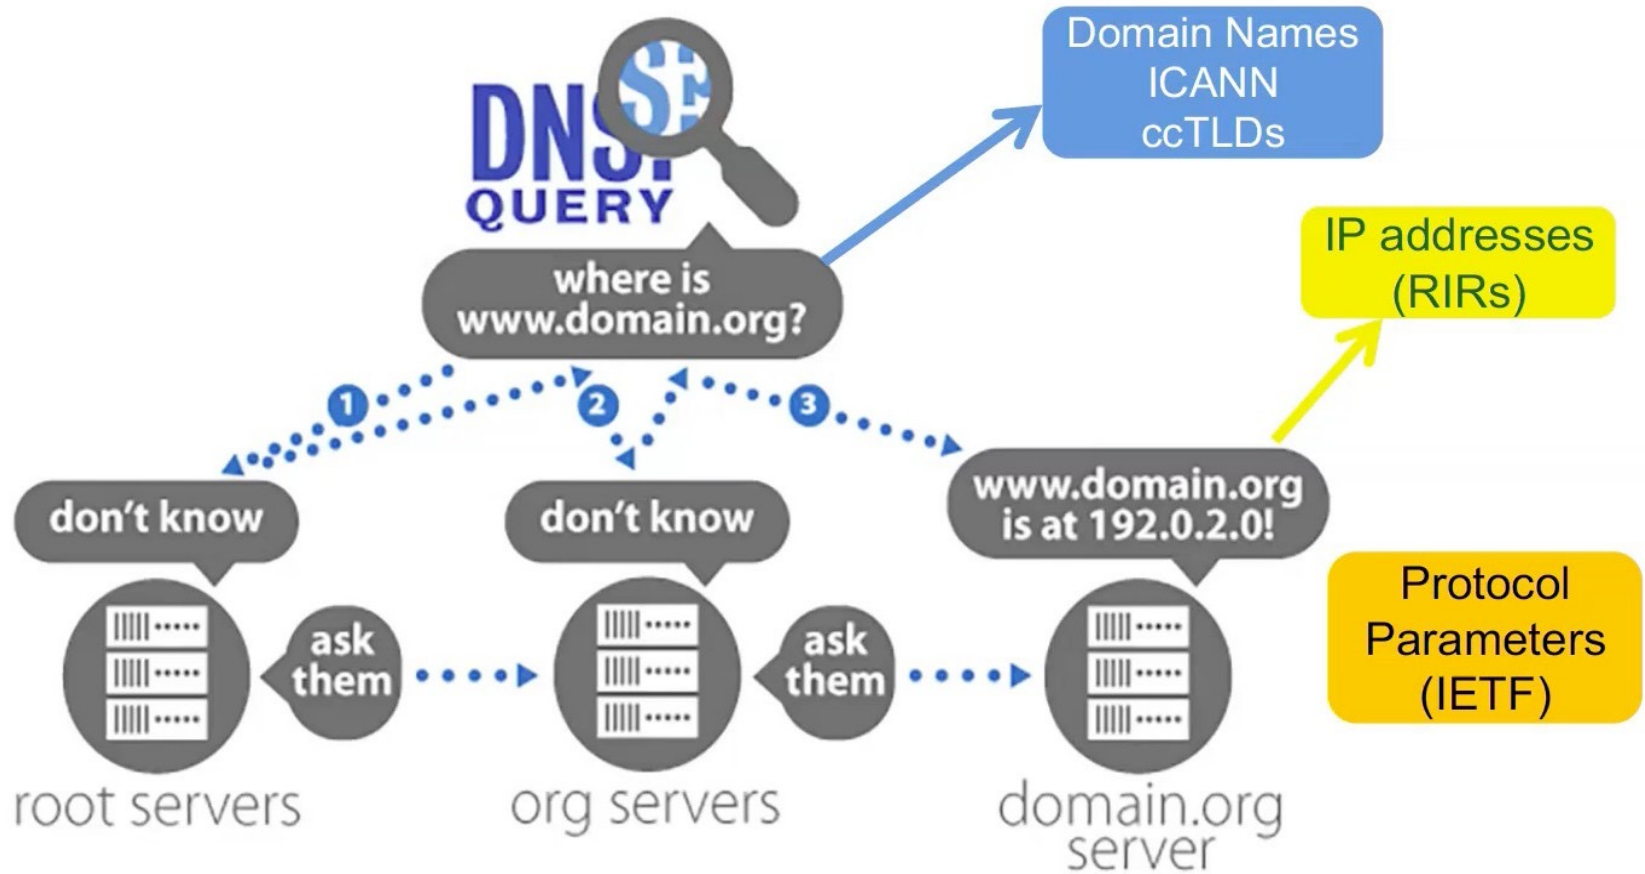 DNS
SE
QUERY
Domain Names
ICANN
ccTLDs
where is
www.domain.org?
IP addresses
(RIRs)
1
2
3
don't know
don't know
www.domain.org
is at 192.0.2.0!
ask
them
ask
them
Protocol
Parameters
(IETF)
root servers
org servers
domain.org
server